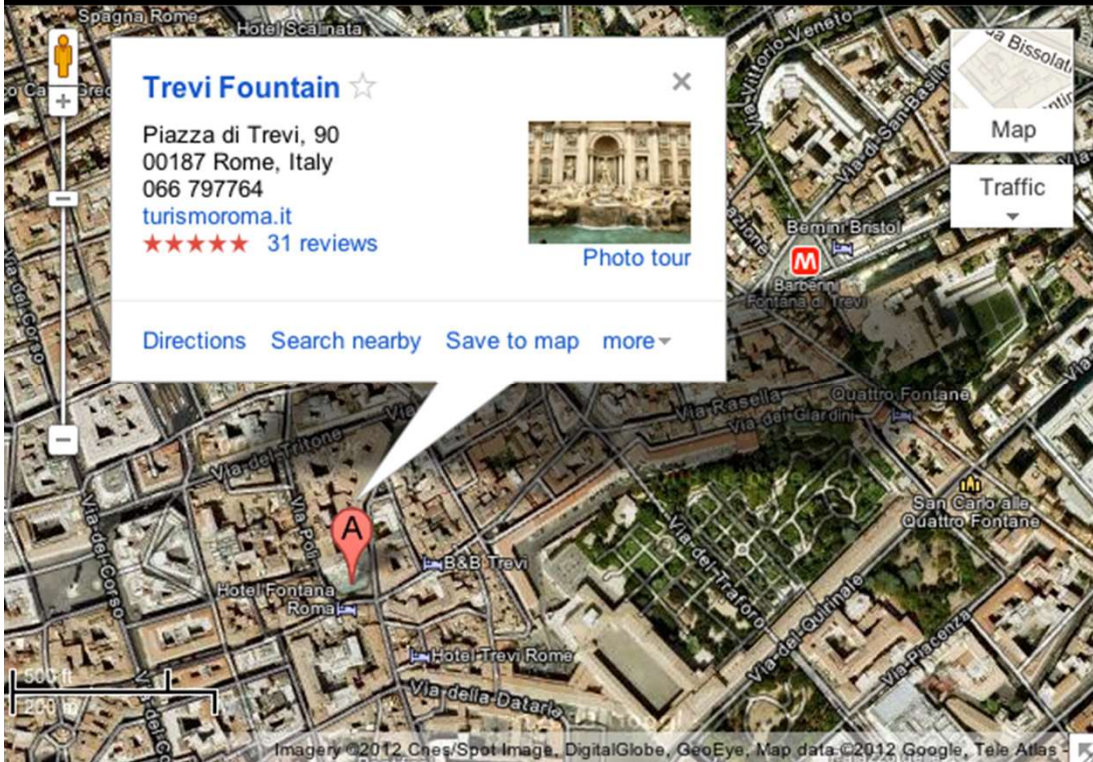 Spagna Rome
Hotel Scalinata
Via Vittorio Veneto
Via di San Basilio
Trevi Fountain
Piazza di Trevi, 90
00187 Rome, Italy
066 797764
turismoroma.it
31 reviews
Photo tour
Directions Search nearby Save to map more
Map
Traffic
Bernini Bristol
M
Barberini
Fontana di Trevi
Via del Corso
Via Rasella
Via dei Giardini
Quattro Fontane
Via del Tritone
Via
Via Poli
A
San Carlo alle
Quattro Fontane
Via del Corso
B&B Trevi
Hotel Fontana
Roma
Via del Traforo
Via del Quirinale
Via Piacenza
Hotel Trevi Rome
Via della Dataria
500 ft
200 m
Imagery ©2012 Cnes/Spot Image, DigitalGlobe, GeoEye, Map data ©2012 Google, Tele Atlas -